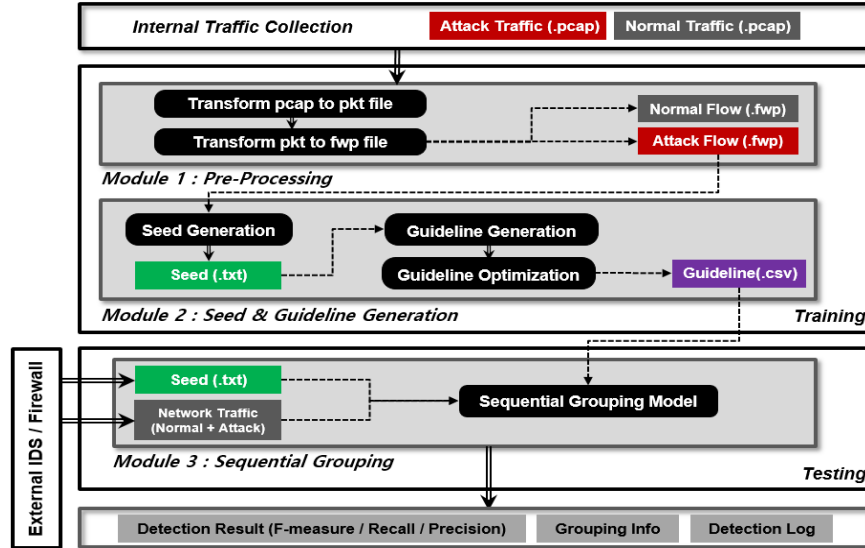 Internal Traffic Collection
Attack Traffic (.pcap)
Normal Traffic (.pcap)
Transform pcap to pkt file
Normal Flow (.fwp)
Transform pkt to fwp file
Attack Flow (.fwp)
Module 1 : Pre-Processing
Seed Generation
Guideline Generation
Seed (.txt)
Guideline Optimization
Guideline(.csv)
Module 2 : Seed & Guideline Generation
Training
External IDS / Firewall
Seed (.txt)
Network Traffic
(Normal + Attack)
Sequential Grouping Model
Module 3 : Sequential Grouping
Testing
Detection Result (F-measure / Recall / Precision)
Grouping Info
Detection Log